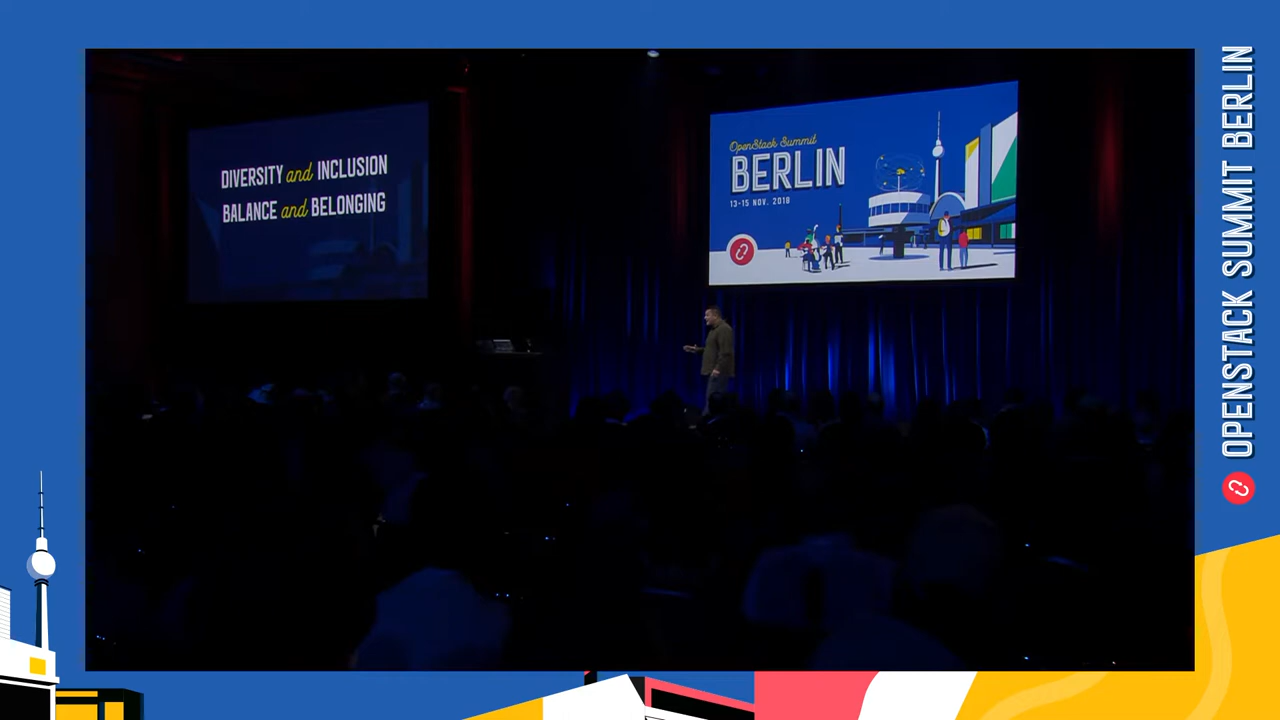 DIVERSITY and INCLUSION
BALANCE and BELONGING
OpenStack Summit
BERLIN
13-15 NOV. 2018
OPENSTACK SUMMIT BERLIN